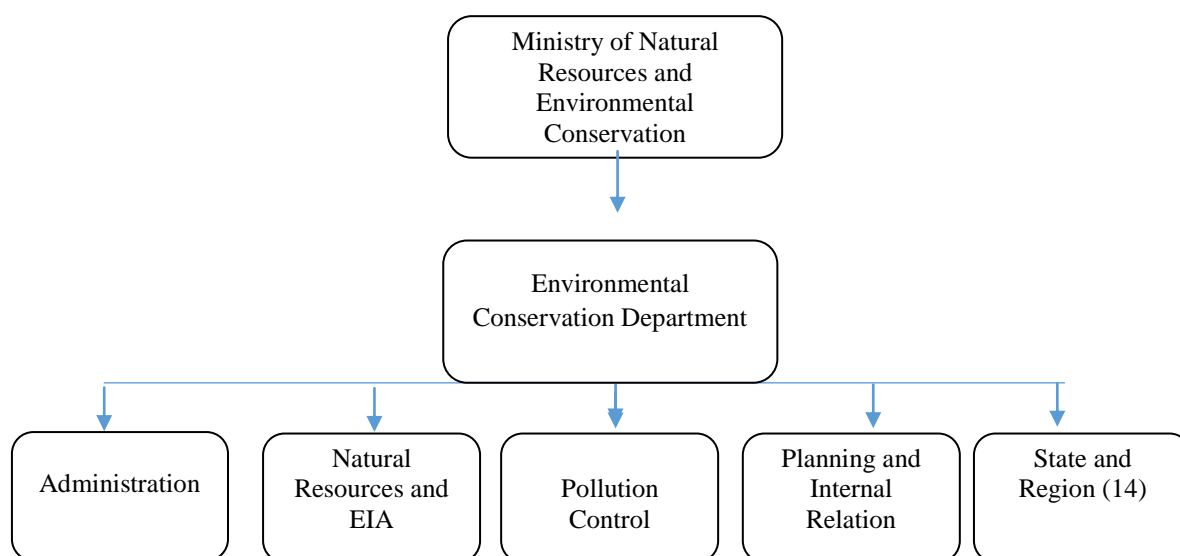 Ministry of Natural
Resources and
Environmental
Conservation
Environmental
Conservation Department
Administration
Natural
Resources and
EIA
Pollution
Control
Planning and
Internal
Relation
State and
Region (14)